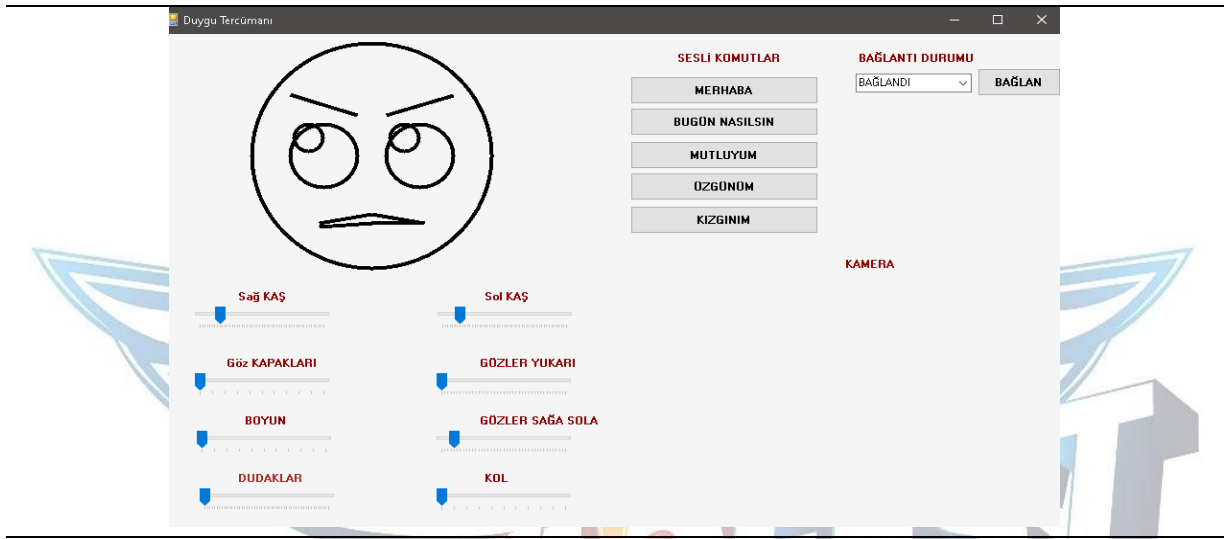 Duygu Tercümanı
SESLİ KOMUTLAR
MERHABA
BUGÜN NASILSIN
MUTLUYUM
ÜZGÜNÜM
KIZGINIM
BAĞLANTI DURUMU
BAĞLANDI
BAĞLAN
KAMERA
Sağ KAŞ
Sol KAŞ
Göz KAPAKLARI
GÖZLER YUKARI
BOYUN
GÖZLER SAĞA SOLA
DUDAKLAR
KOL